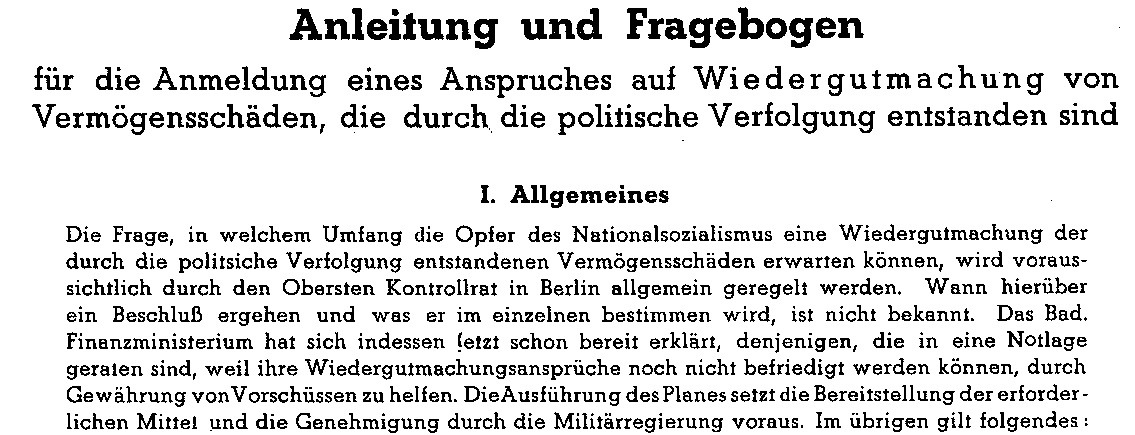 Anleitung und Fragebogen
für die Anmeldung eines Anspruches auf Wiedergutmachung von
Vermögensschäden, die durch die politische Verfolgung entstanden sind
I. Allgemeines
Die Frage, in welchem Umfang die Opfer des Nationalsozialismus eine Wiedergutmachung der
durch die politsiche Verfolgung entstandenen Vermögensschäden erwarten können, wird voraus-
sichtlich durch den Obersten Kontrollrat in Berlin allgemein geregelt werden. Wann hierüber
ein Beschluß ergehen und was er im einzelnen bestimmen wird, ist nicht bekannt. Das Bad.
Finanzministerium hat sich indessen jetzt schon bereit erklärt, denjenigen, die in eine Notlage
geraten sind, weil ihre Wiedergutmachungsansprüche noch nicht befriedigt werden können, durch
Gewährung von Vorschüssen zu helfen. Die Ausführung des Planes setzt die Bereitstellung der erforder-
lichen Mittel und die Genehmigung durch die Militärregierung voraus. Im übrigen gilt folgendes: